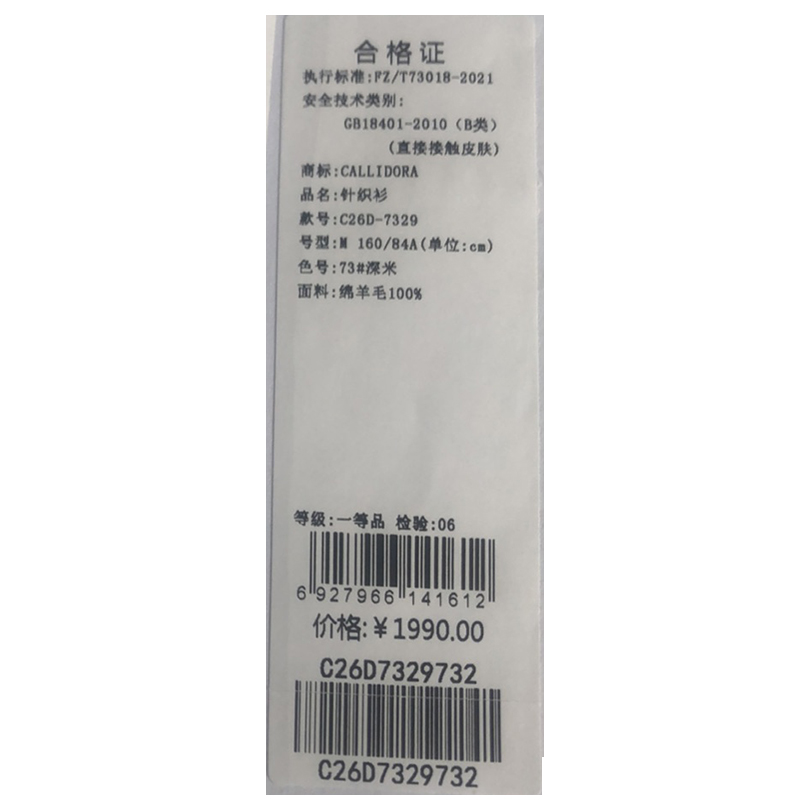 合格证
执行标准:FZ/T73018-2021
安全技术类别:
GB18401-2010（B类）
(直接接触皮肤)
商标:CALLIDORA
品名:针织衫
款号:C26D-7329
号型:M 160/84A(单位:cm)
色号:73#深米
面料:绵羊毛100%
等级:一等品 检验:06
6 927966 141612
价格:¥1990.00
C26D7329732
C26D7329732